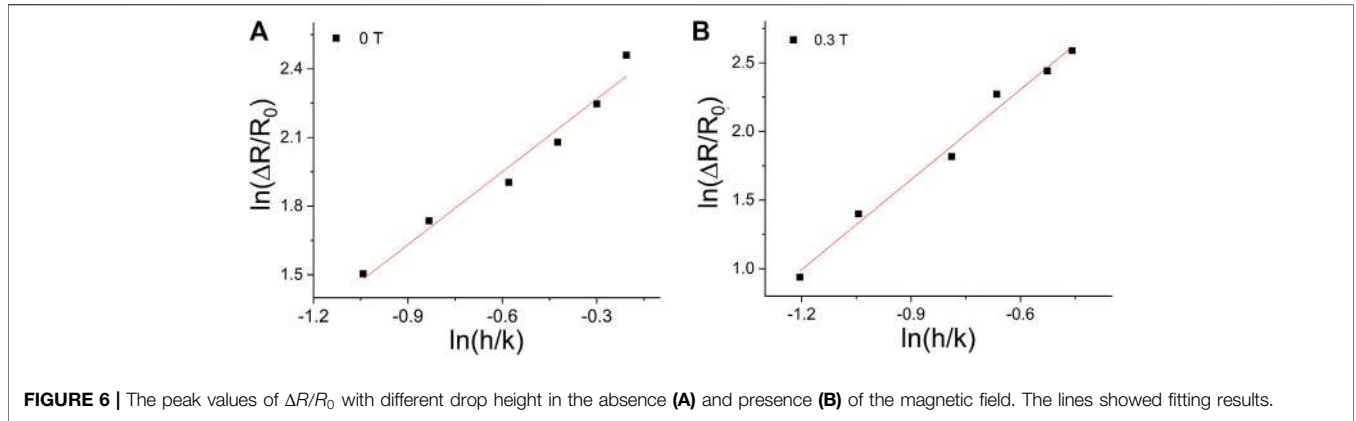 A
0 T
2.4
2.1
1.8
1.5
ln(ΔR/R₀)
-1.2
-0.9
-0.6
-0.3
ln(h/k)
B
0.3 T
2.5
2.0
1.5
1.0
ln(ΔR/R₀)
-1.2
-0.9
-0.6
ln(h/k)
FIGURE 6 | The peak values of ΔR/R₀ with different drop height in the absence (A) and presence (B) of the magnetic field. The lines showed fitting results.